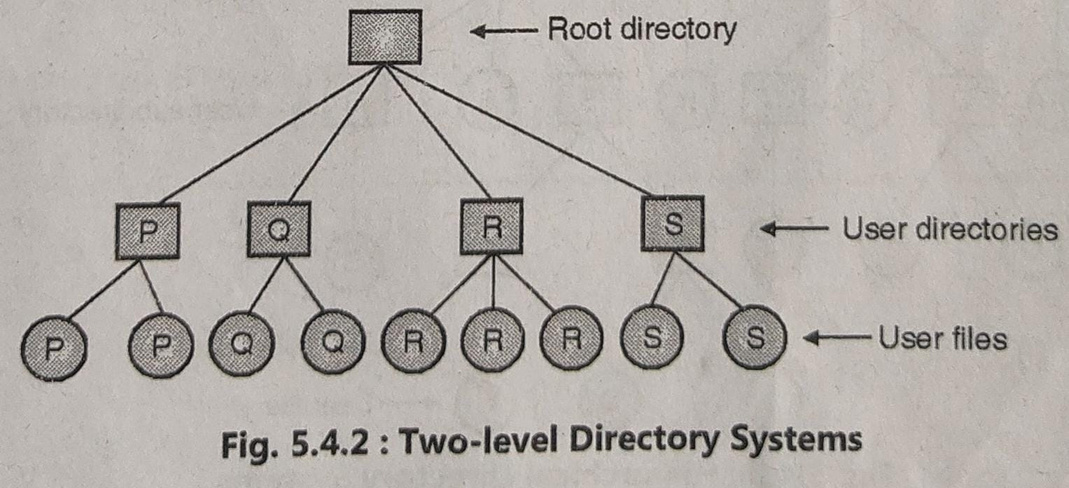 Root directory
P Q R S User directories
P P Q Q R R R S S User files
Fig. 5.4.2 : Two-level Directory Systems